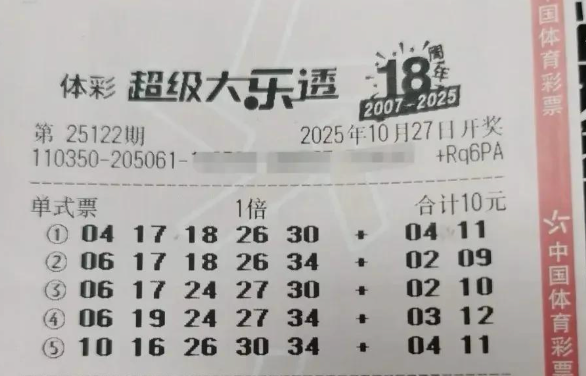 体彩 超级大乐透 18周年 2007-2025
第 25122期 2025年10月27日开奖
110350-205061- +Rq6PA
单式票 1倍 合计10元
① 04 17 18 26 30 + 04 11
② 06 17 18 26 34 + 02 09
③ 06 17 24 27 30 + 02 10
④ 06 19 24 27 34 + 03 12
⑤ 10 16 26 30 34 + 04 11
国体育彩票
中国体育彩票